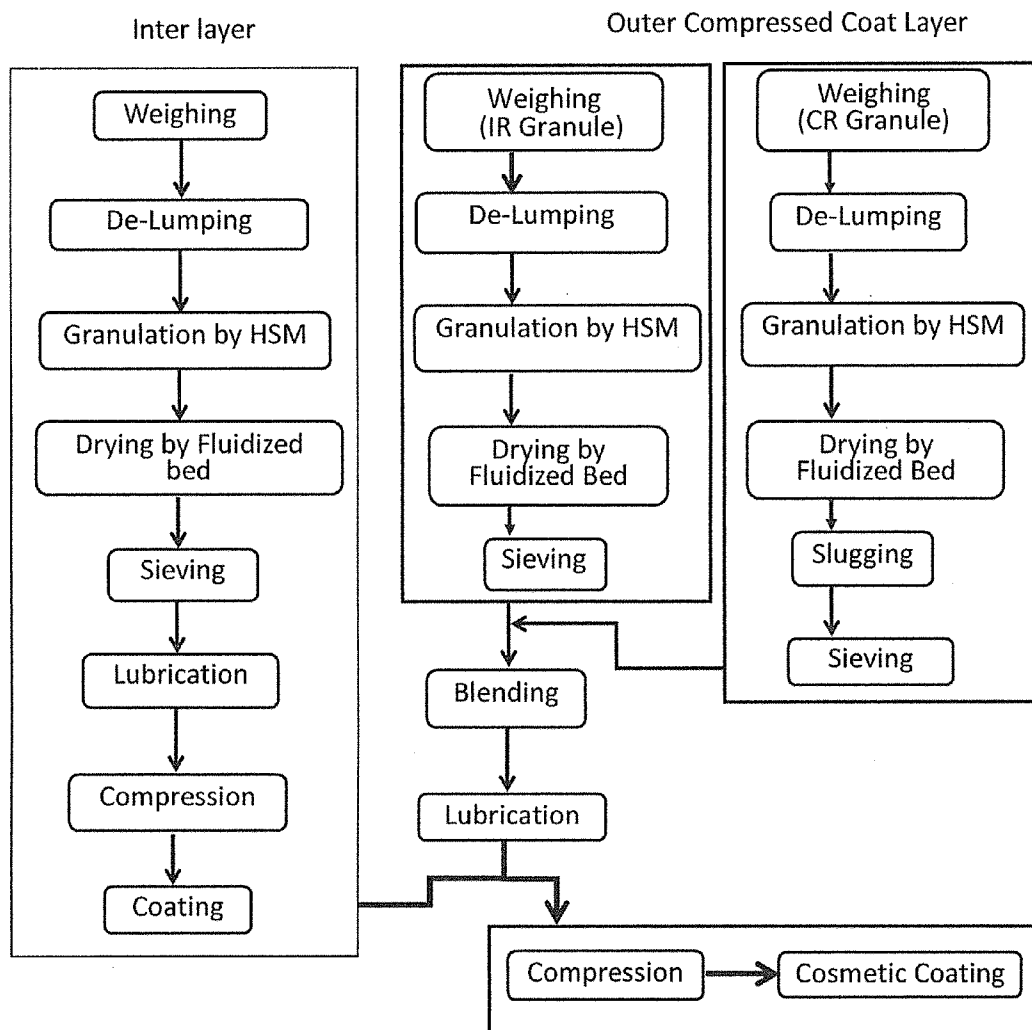 Inter layer
Outer Compressed Coat Layer
Weighing
De-Lumping
Granulation by HSM
Drying by Fluidized
bed
Sieving
Lubrication
Compression
Coating
Weighing
(IR Granule)
De-Lumping
Granulation by HSM
Drying by
Fluidized Bed
Sieving
Weighing
(CR Granule)
De-Lumping
Granulation by HSM
Drying by
Fluidized Bed
Slugging
Sieving
Blending
Lubrication
Compression
Cosmetic Coating